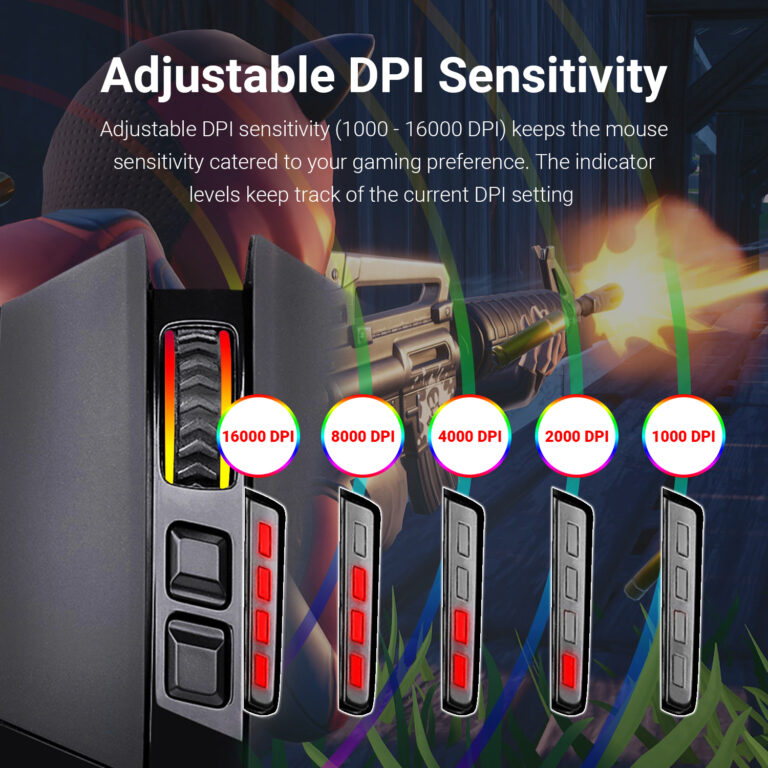 Adjustable DPI Sensitivity
Adjustable DPI sensitivity (1000 - 16000 DPI) keeps the mouse
sensitivity catered to your gaming preference. The indicator
levels keep track of the current DPI setting
16000 DPI
8000 DPI
4000 DPI
2000 DPI
1000 DPI